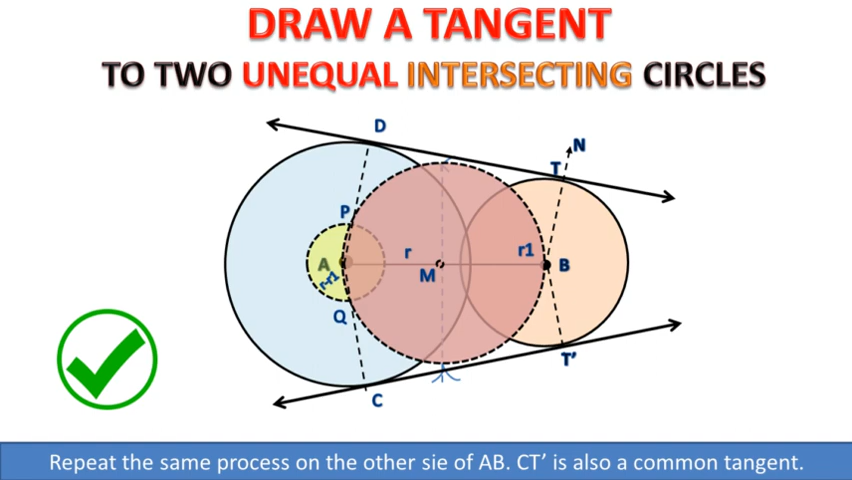 DRAW A TANGENT
TO TWO UNEQUAL INTERSECTING CIRCLES
D
N
T
P
r
r1
A
B
M
r-r1
Q
T'
C
Repeat the same process on the other sie of AB. CT’ is also a common tangent.